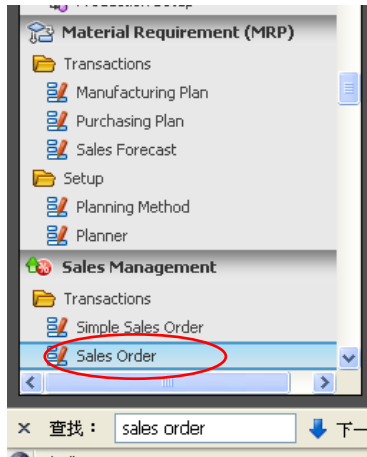 Material Requirement (MRP)
Transactions
Manufacturing Plan
Purchasing Plan
Sales Forecast
Setup
Planning Method
Planner
Sales Management
Transactions
Simple Sales Order
Sales Order
× 查找： sales order 下一